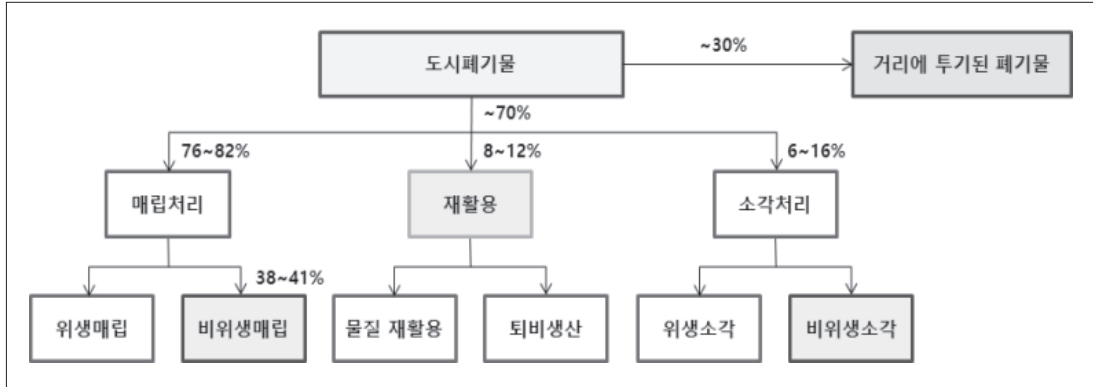 도시폐기물
~30%
거리에 투기된 폐기물
~70%
76~82%
8~12%
6~16%
매립처리
재활용
소각처리
38~41%
위생매립
비위생매립
물질 재활용
퇴비생산
위생소각
비위생소각